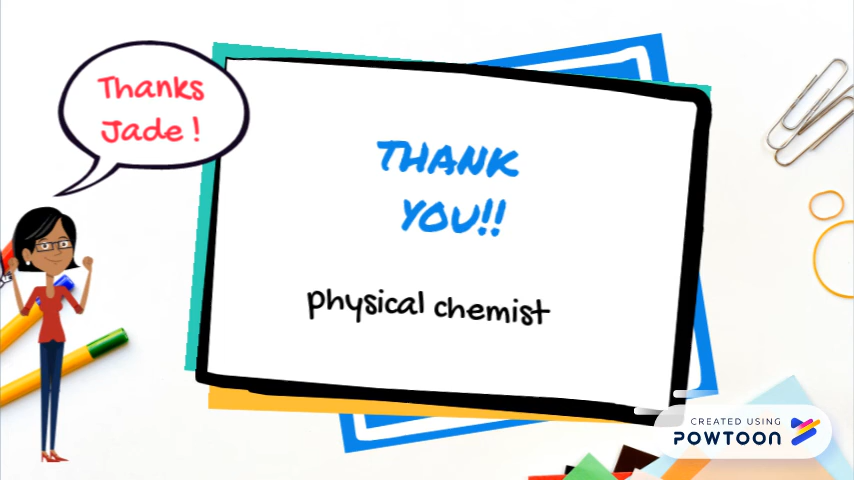 Thanks
Jade !
THANK
YOU!!
physical chemist
CREATED USING
POWTOON